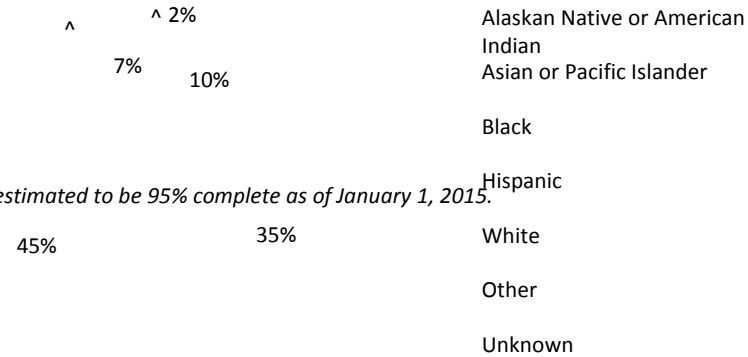 ^ ^ 2%
7% 10%
estimated to be 95% complete as of January 1, 2015.
45% 35%
Alaskan Native or American
Indian
Asian or Pacific Islander
Black
Hispanic
White
Other
Unknown